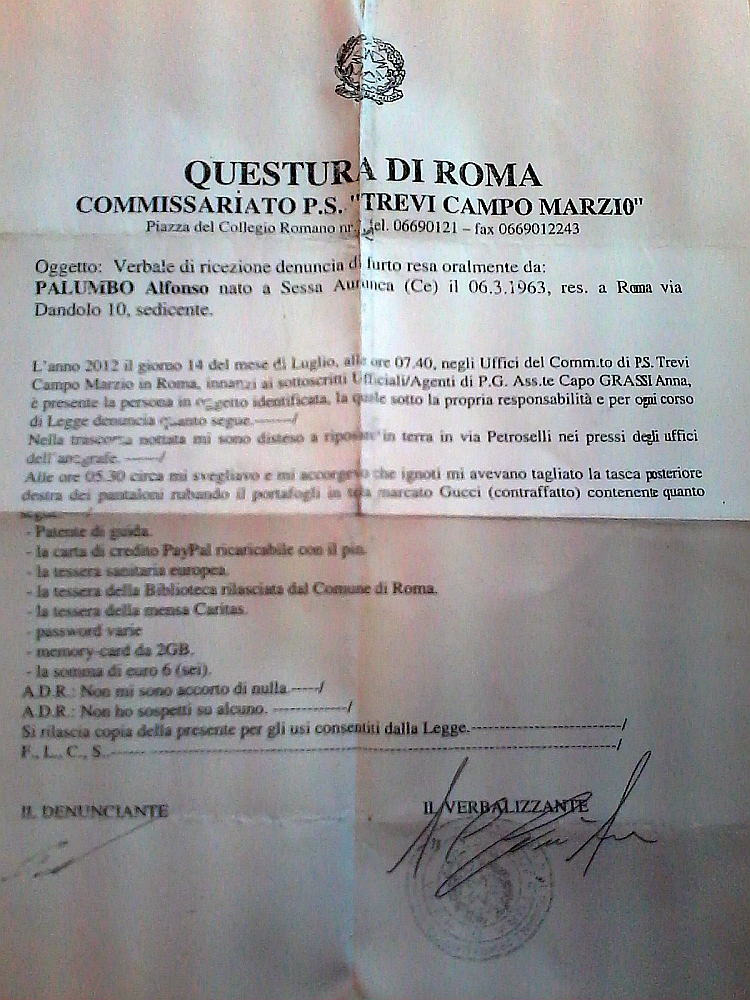 QUESTURA DI ROMA
COMMISSARIATO P.S. "TREVI CAMPO MARZIO"
Piazza del Collegio Romano nr. tel. 06690121 – fax 0669012243
Oggetto: Verbale di ricezione denuncia di furto resa oralmente da:
PALUMBO Alfonso nato a Sessa Aurunca (Ce) il 06.3.1963, res. a Roma via
Dandolo 10, sedicente.
L'anno 2012 il giorno 14 del mese di Luglio, alle ore 07.40, negli Uffici del Comm.to di P.S. Trevi
Campo Marzio in Roma, innanzi ai sottoscritti Ufficiali/Agenti di P.G. Ass.te Capo GRASSI Anna,
è presente la persona in oggetto identificata, la quale sotto la propria responsabilità e per ogni corso
di Legge denuncia quanto segue.-------/
Nella trascorsa nottata mi sono disteso a riposare in terra in via Petroselli nei pressi degli uffici
dell'anagrafe. ------/
Alle ore 05.30 circa mi svegliavo e mi accorgevo che ignoti mi avevano tagliato la tasca posteriore
destra dei pantaloni rubando il portafogli in tela marcato Gucci (contraffatto) contenente quanto
segue:-----/
- Patente di guida.
- la carta di credito PayPal ricaricabile con il pin.
- la tessera sanitaria europea.
- la tessera della Biblioteca rilasciata dal Comune di Roma.
- la tessera della mensa Caritas.
- password varie
- memory-card da 2GB.
- la somma di euro 6 (sei).
A.D.R.: Non mi sono accorto di nulla.-----/
A.D.R.: Non ho sospetti su alcuno. --------------/
Si rilascia copia della presente per gli usi consentiti dalla Legge.----------------------------/
F., L., C., S..------------------------------------------------------------------------------------/
IL DENUNCIANTE IL VERBALIZZANTE